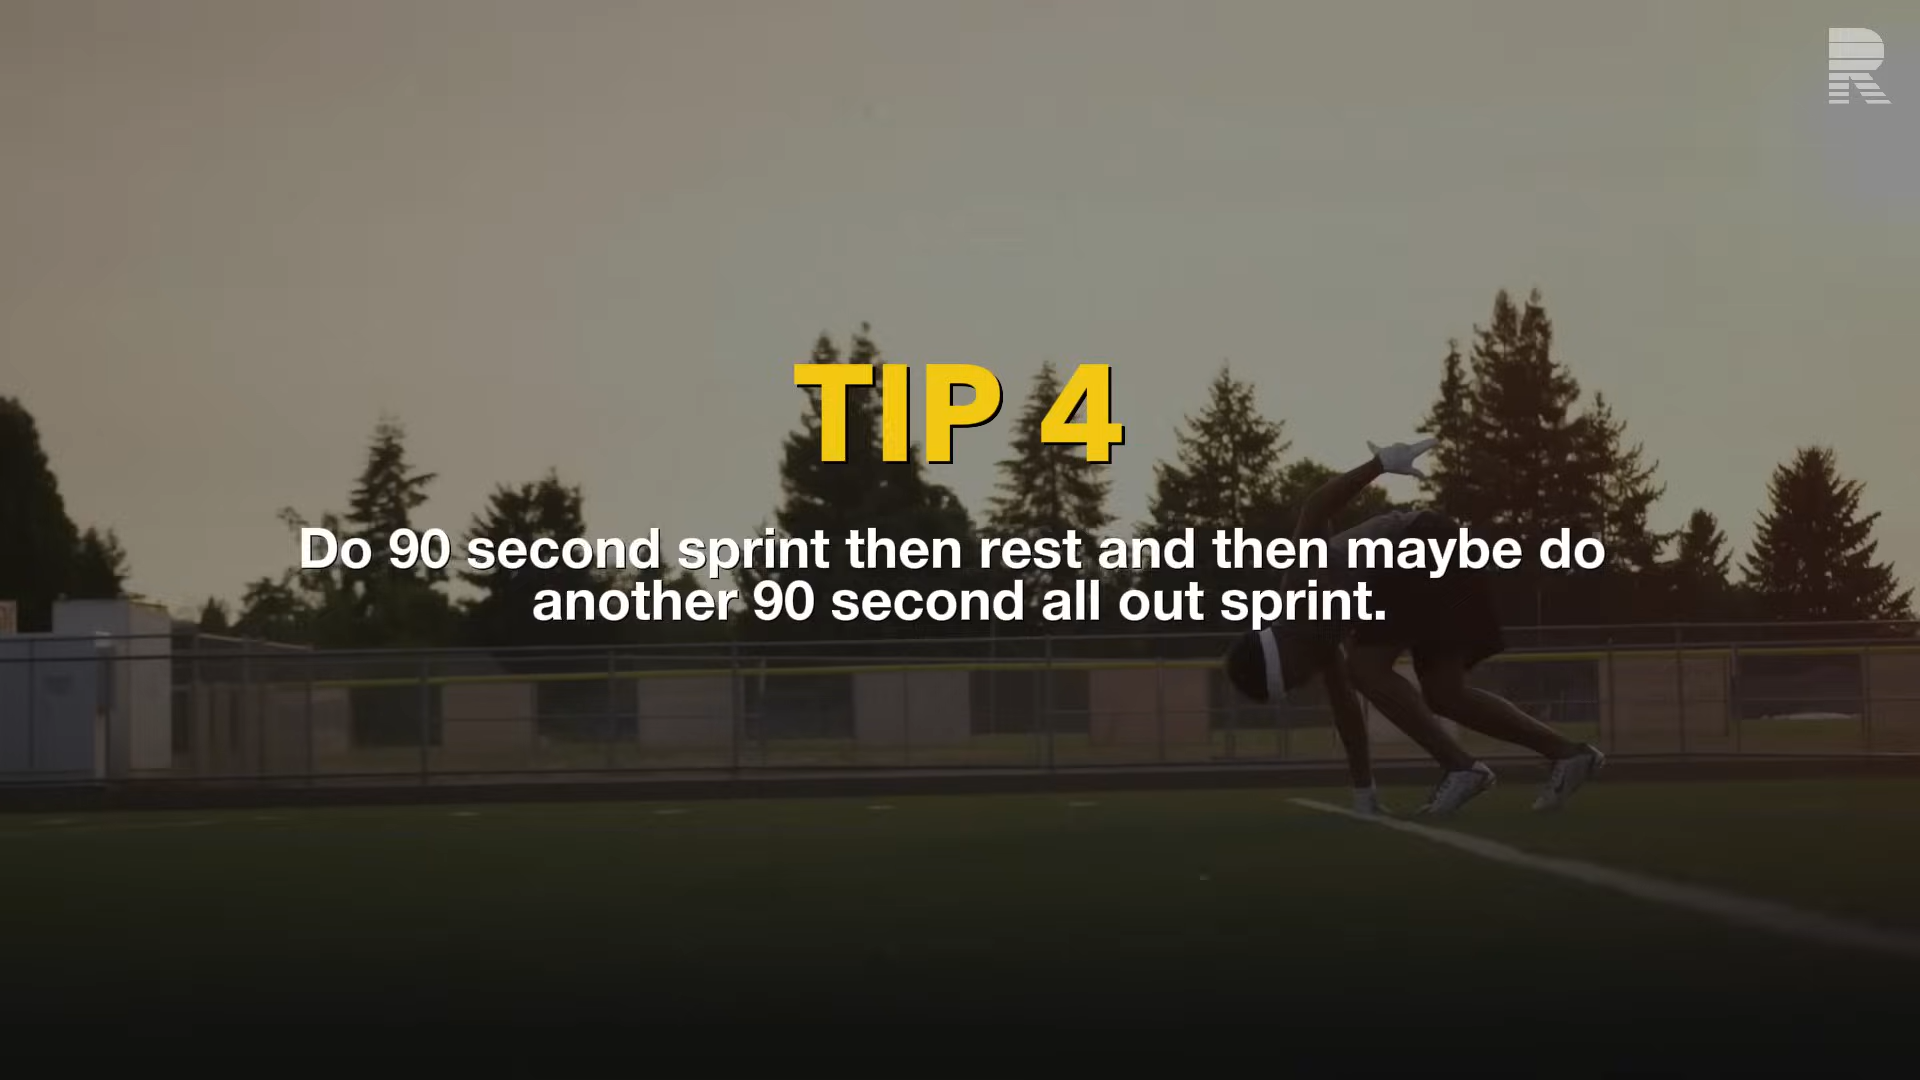 R
TIP 4
Do 90 second sprint then rest and then maybe do
another 90 second all out sprint.